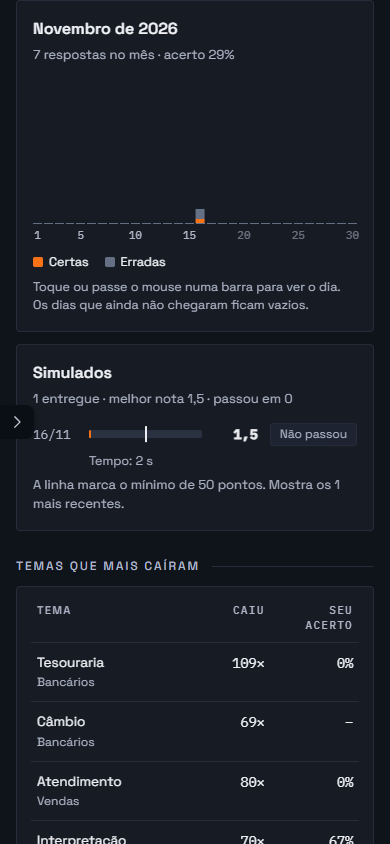 Novembro de 2026
7 respostas no mês · acerto 29%
1 5 10 15 20 25 30
Certas Erradas
Toque ou passe o mouse numa barra para ver o dia.
Os dias que ainda não chegaram ficam vazios.
Simulados
1 entregue · melhor nota 1,5 · passou em 0
16/11 1,5 Não passou
Tempo: 2 s
A linha marca o mínimo de 50 pontos. Mostra os 1
mais recentes.
TEMAS QUE MAIS CAÍRAM
TEMA CAIU SEU
ACERTO
Tesouraria 109× 0%
Bancários
Câmbio 69× –
Bancários
Atendimento 80× 0%
Vendas
Interpretação 70× 67%